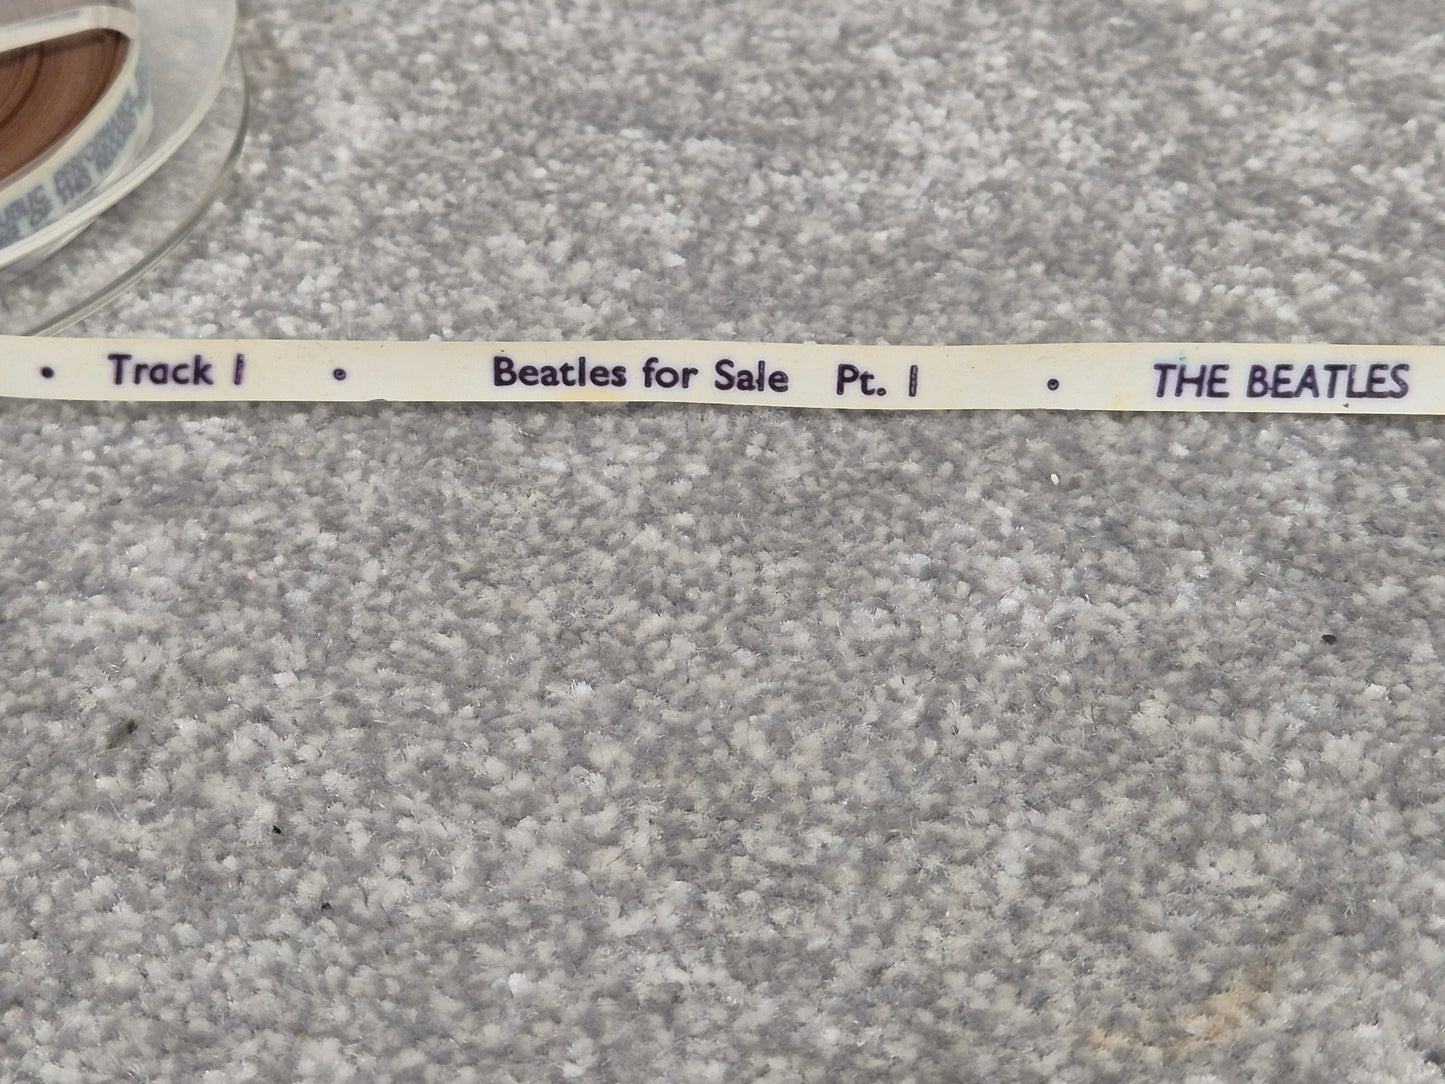 • Track 1 • Beatles for Sale Pt. 1 • THE BEATLES